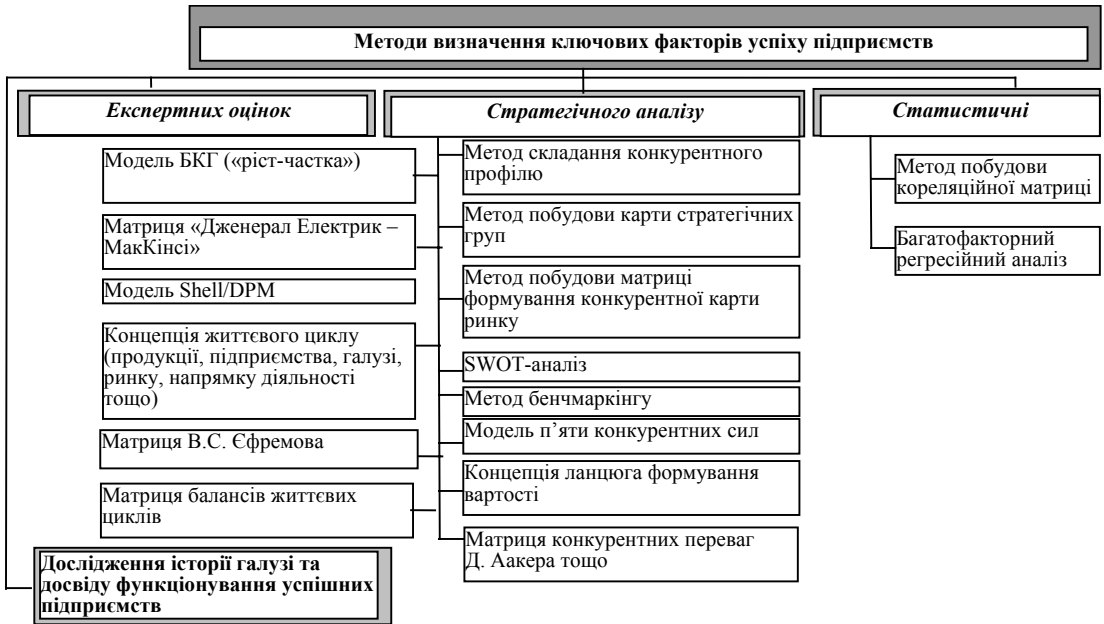 Методи визначення ключових факторів успіху підприємств
Експертних оцінок
Стратегічного аналізу
Статистичні
Модель БКГ («ріст-частка»)
Матриця «Дженерал Електрик –
МакКінсі»
Модель Shell/DPM
Концепція життєвого циклу
(продукції, підприємства, галузі,
ринку, напрямку діяльності
тощо)
Матриця В.С. Єфремова
Матриця балансів життєвих
циклів
Метод складання конкурентного
профілю
Метод побудови карти стратегічних
груп
Метод побудови матриці
формування конкурентної карти
ринку
SWOT-аналіз
Метод бенчмаркінгу
Модель п’яти конкурентних сил
Концепція ланцюга формування
вартості
Матриця конкурентних переваг
Д. Аакера тощо
Метод побудови
кореляційної матриці
Багатофакторний
регресійний аналіз
Дослідження історії галузі та
досвіду функціонування успішних
підприємств